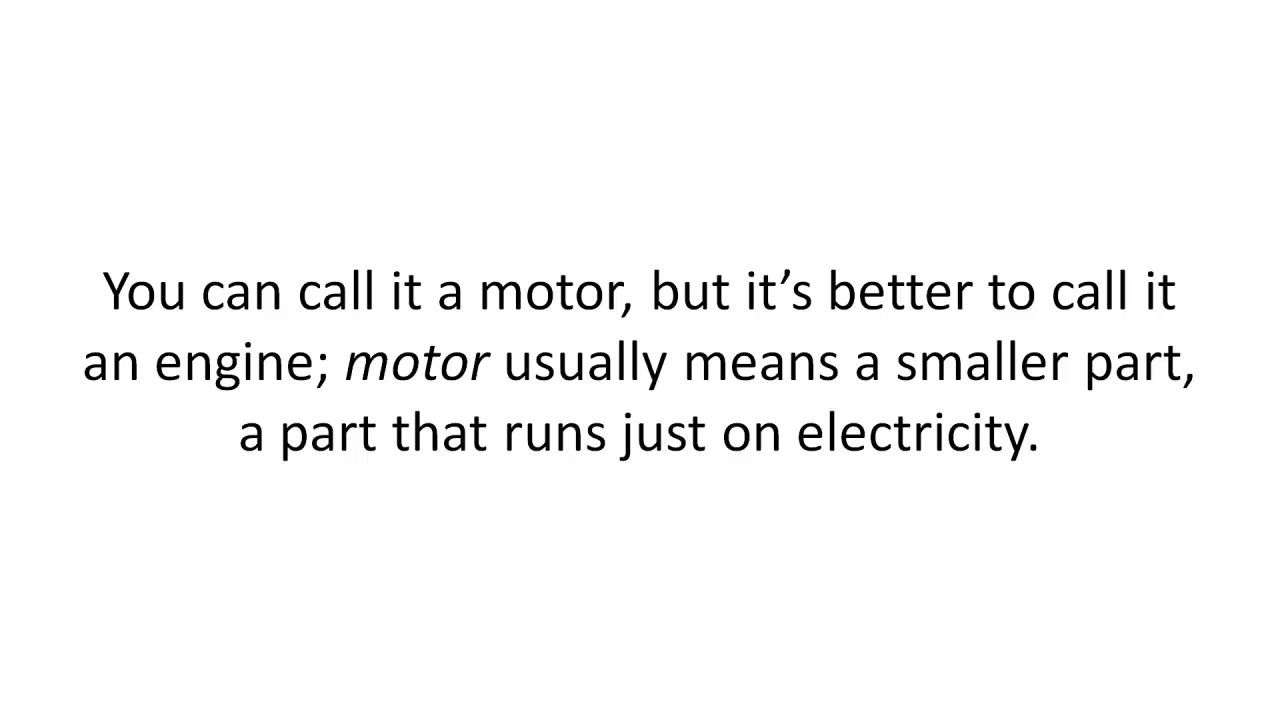 You can call it a motor, but it’s better to call it
an engine; motor usually means a smaller part,
a part that runs just on electricity.